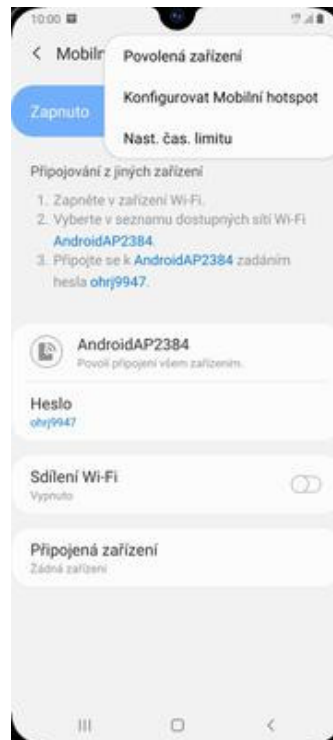 10:00
Mobiln
Povolená zařízení
Konfigurovat Mobilní hotspot
Nast. čas. limitu
Zapnuto
Připojování z jiných zařízení
1. Zapněte v zařízení Wi-Fi.
2. Vyberte v seznamu dostupných sítí Wi-Fi
AndroidAP2384.
3. Připojte se k AndroidAP2384 zadáním
hesla ohrj9947.
AndroidAP2384
Povolí připojení všem zařízením.
Heslo
ohrj9947
Sdílení Wi-Fi
Vypnuto
Připojená zařízení
Žádná zařízení